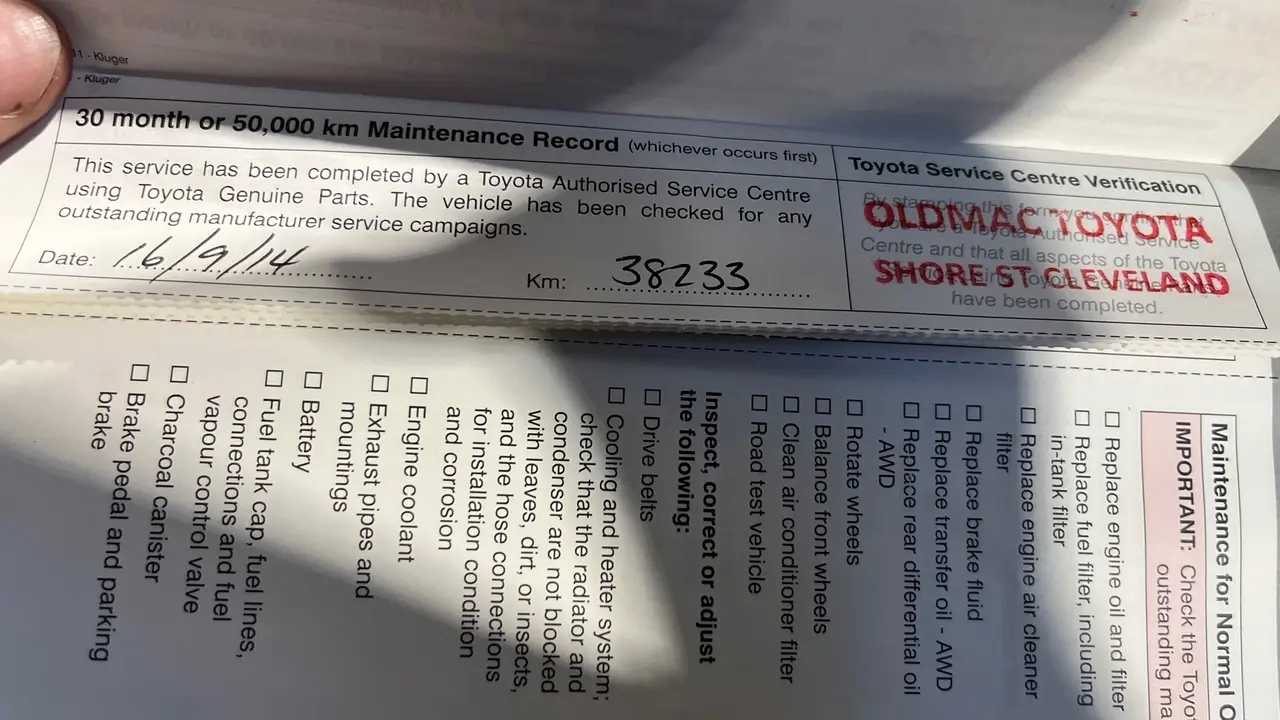 11 - Kluger
- Kluger
30 month or 50,000 km Maintenance Record (whichever occurs first)
This service has been completed by a Toyota Authorised Service Centre
using Toyota Genuine Parts. The vehicle has been checked for any
outstanding manufacturer service campaigns.
Date: 16/9/14
Km: 38233
Toyota Service Centre Verification
By stamping this form you
a Toyota Authorised Service
Centre and that all aspects of the Toyota
have been completed.
OLDMAC TOYOTA
SHORE ST CLEVELAND
Maintenance for Normal O
IMPORTANT: Check the Toyo
outstanding ma
☐ Replace engine oil and filter
☐ Replace fuel filter, including
in-tank filter
☐ Replace engine air cleaner
filter
☐ Replace brake fluid
☐ Replace transfer oil - AWD
☐ Replace rear differential oil
- AWD
☐ Rotate wheels
☐ Balance front wheels
☐ Clean air conditioner filter
☐ Road test vehicle
Inspect, correct or adjust
the following:
☐ Drive belts
☐ Cooling and heater system;
check that the radiator and
condenser are not blocked
with leaves, dirt, or insects,
and the hose connections
for installation condition
and corrosion
☐ Engine coolant
☐ Exhaust pipes and
mountings
☐ Battery
☐ Fuel tank cap, fuel lines,
connections and fuel
vapour control valve
☐ Charcoal canister
☐ Brake pedal and parking
brake